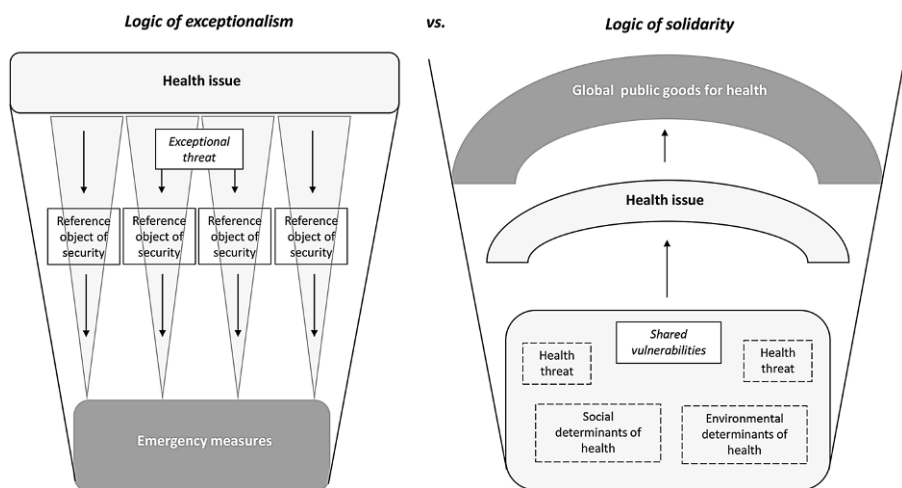 Logic of exceptionalism
vs.
Logic of solidarity
Health issue
Exceptional
threat
Reference
object of
security
Reference
object of
security
Reference
object of
security
Reference
object of
security
Emergency measures
Global public goods for health
Health issue
Shared
vulnerabilities
Health
threat
Health
threat
Social
determinants of
health
Environmental
determinants of
health